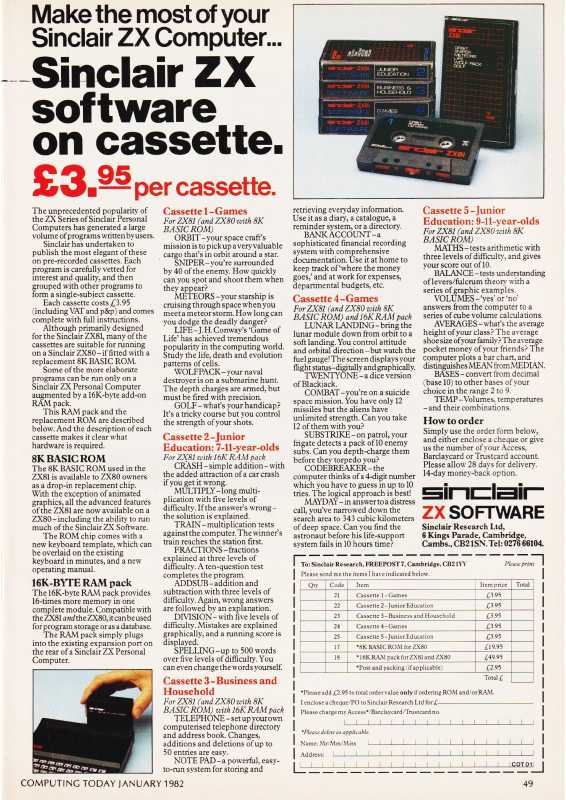 Make the most of your
Sinclair ZX Computer...
Sinclair ZX
software
on cassette.
£3.95 per cassette.
The unprecedented popularity of
the ZX Series of Sinclair Personal
Computers has generated a large
volume of programs written by users.
Sinclair has undertaken to
publish the most elegant of these
on pre-recorded cassettes. Each
program is carefully vetted for
interest and quality, and then
grouped with other programs to
form a single-subject cassette.
Each cassette costs £3.95
(including VAT and p&p) and comes
complete with full instructions.
Although primarily designed
for the Sinclair ZX81, many of the
cassettes are suitable for running
on a Sinclair ZX80 – if fitted with a
replacement 8K BASIC ROM.
Some of the more elaborate
programs can be run only on a
Sinclair ZX Personal Computer
augmented by a 16K-byte add-on
RAM pack.
This RAM pack and the
replacement ROM are described
below. And the description of each
cassette makes it clear what
hardware is required.
8K BASIC ROM
The 8K BASIC ROM used in the
ZX81 is available to ZX80 owners
as a drop-in replacement chip.
With the exception of animated
graphics, all the advanced features
of the ZX81 are now available on a
ZX80 – including the ability to run
much of the Sinclair ZX Software.
The ROM chip comes with a
new keyboard template, which can
be overlaid on the existing
keyboard in minutes, and a new
operating manual.
16K-BYTE RAM pack
The 16K-byte RAM pack provides
16-times more memory in one
complete module. Compatible with
the ZX81 and the ZX80, it can be used
for program storage or as a database.
The RAM pack simply plugs
into the existing expansion port on
the rear of a Sinclair ZX Personal
Computer.
Cassette 1 – Games
For ZX81 (and ZX80 with 8K
BASIC ROM)
ORBIT – your space craft's
mission is to pick up a very valuable
cargo that's in orbit around a star.
SNIPER – you're surrounded
by 40 of the enemy. How quickly
can you spot and shoot them when
they appear?
METEORS – your starship is
cruising through space when you
meet a meteor storm. How long can
you dodge the deadly danger?
LIFE – J.H. Conway's 'Game of
Life' has achieved tremendous
popularity in the computing world.
Study the life, death and evolution
patterns of cells.
WOLFPACK – your naval
destroyer is on a submarine hunt.
The depth charges are armed, but
must be fired with precision.
GOLF – what's your handicap?
It's a tricky course but you control
the strength of your shots.
Cassette 2 – Junior
Education: 7-11-year-olds
For ZX81 with 16K RAM pack
CRASH – simple addition – with
the added attraction of a car crash
if you get it wrong.
MULTIPLY – long multi-
plication with five levels of
difficulty. If the answer's wrong –
the solution is explained.
TRAIN – multiplication tests
against the computer. The winner's
train reaches the station first.
FRACTIONS – fractions
explained at three levels of
difficulty. A ten-question test
completes the program.
ADDSUB – addition and
subtraction with three levels of
difficulty. Again, wrong answers
are followed by an explanation.
DIVISION – with five levels of
difficulty. Mistakes are explained
graphically, and a running score is
displayed.
SPELLING – up to 500 words
over five levels of difficulty. You
can even change the words yourself.
Cassette 3 – Business and
Household
For ZX81 (and ZX80 with 8K
BASIC ROM) with 16K RAM pack
TELEPHONE – set up your own
computerised telephone directory
and address book. Changes,
additions and deletions of up to
50 entries are easy.
NOTE PAD – a powerful, easy-
to-run system for storing and
retrieving everyday information.
Use it as a diary, a catalogue, a
reminder system, or a directory.
BANK ACCOUNT – a
sophisticated financial recording
system with comprehensive
documentation. Use it at home to
keep track of 'where the money
goes,' and at work for expenses,
departmental budgets, etc.
Cassette 4 – Games
For ZX81 (and ZX80 with 8K
BASIC ROM) and 16K RAM pack
LUNAR LANDING – bring the
lunar module down from orbit to a
soft landing. You control attitude
and orbital direction – but watch the
fuel gauge! The screen displays your
flight status – digitally and graphically.
TWENTYONE – a dice version
of Blackjack.
COMBAT – you're on a suicide
space mission. You have only 12
missiles but the aliens have
unlimited strength. Can you take
12 of them with you?
SUBSTRIKE – on patrol, your
frigate detects a pack of 10 enemy
subs. Can you depth-charge them
before they torpedo you?
CODEBREAKER – the
computer thinks of a 4-digit number
which you have to guess in up to 10
tries. The logical approach is best!
MAYDAY – in answer to a distress
call, you've narrowed down the
search area to 343 cubic kilometers
of deep space. Can you find the
astronaut before his life-support
system fails in 10 hours time?
Cassette 5 – Junior
Education: 9-11-year-olds
For ZX81 (and ZX80 with 8K
BASIC ROM)
MATHS – tests arithmetic with
three levels of difficulty, and gives
your score out of 10.
BALANCE – tests understanding
of levers/fulcrum theory with a
series of graphic examples.
VOLUMES – 'yes' or 'no'
answers from the computer to a
series of cube volume calculations.
AVERAGES – what's the average
height of your class? The average
shoe size of your family? The average
pocket money of your friends? The
computer plots a bar chart, and
distinguishes MEAN from MEDIAN.
BASES – convert from decimal
(base 10) to other bases of your
choice in the range 2 to 9.
TEMP – Volumes, temperatures
– and their combinations.
How to order
Simply use the order form below,
and either enclose a cheque or give
us the number of your Access,
Barclaycard or Trustcard account.
Please allow 28 days for delivery.
14-day money-back option.
sinclair
ZX SOFTWARE
Sinclair Research Ltd,
6 Kings Parade, Cambridge,
Cambs., CB2 1SN. Tel: 0276 66104.
To: Sinclair Research, FREEPOST 7, Cambridge, CB2 1YY Please print
Please send me the items I have indicated below.
Qty Code Item Item price Total
21 Cassette 1 – Games £3.95
22 Cassette 2 – Junior Education £3.95
23 Cassette 3 – Business and Household £3.95
24 Cassette 4 – Games £3.95
25 Cassette 5 – Junior Education £3.95
17 *8K BASIC ROM for ZX80 £19.95
18 *16K RAM pack for ZX81 and ZX80 £49.95
*Post and packing (if applicable) £2.95
Total £
*Please add £2.95 to total order value only if ordering ROM and/or RAM.
I enclose a cheque/PO to Sinclair Research Ltd for £
Please charge my Access*/Barclaycard/Trustcard no.
*Please delete as applicable.
Name: Mr/Mrs/Miss
Address:
COT 01
COMPUTING TODAY JANUARY 1982
49
JUNIOR
EDUCATION
2
BUSINESS &
HOUSEHOLD
3
GAMES
sinclair ZX81
SOFTWARE
ORBIT
SNIPER
METEORS
LIFE
WOLF PACK
GOLF